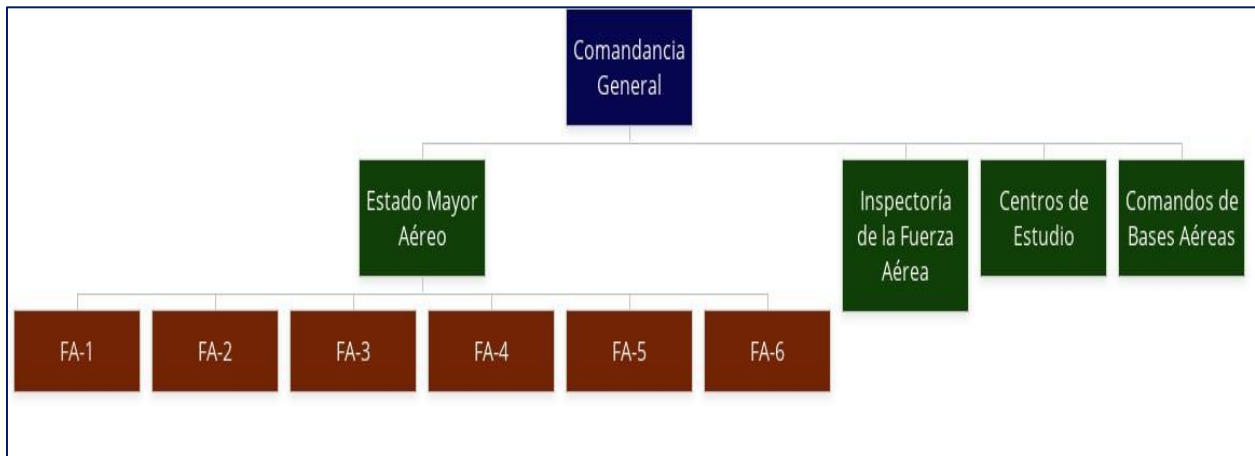 Comandancia
General
Estado Mayor
Aéreo
Inspectoría
de la Fuerza
Aérea
Centros de
Estudio
Comandos de
Bases Aéreas
FA-1
FA-2
FA-3
FA-4
FA-5
FA-6